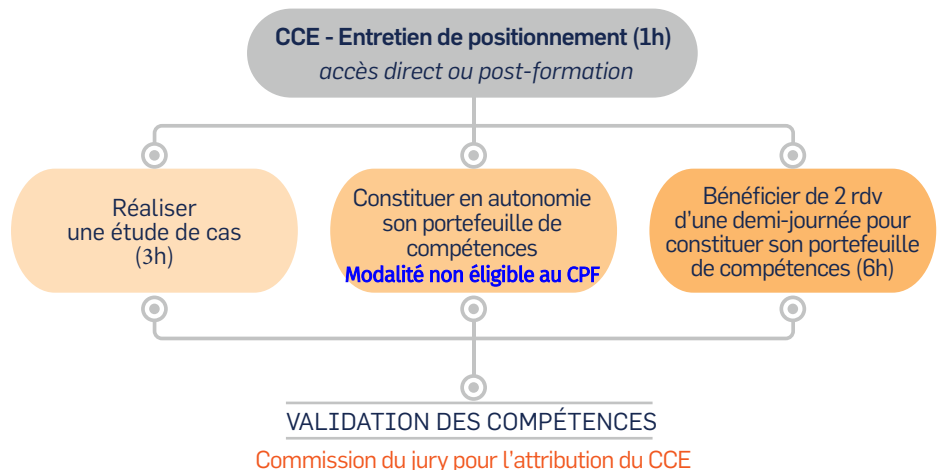 CCE - Entretien de positionnement (1h)
accès direct ou post-formation
Réaliser
une étude de cas
(3h)
Constituer en autonomie
son portefeuille de
compétences
Modalité non éligible au CPF
Bénéficier de 2 rdv
d'une demi-journée pour
constituer son portefeuille
de compétences (6h)
VALIDATION DES COMPÉTENCES
Commission du jury pour l'attribution du CCE